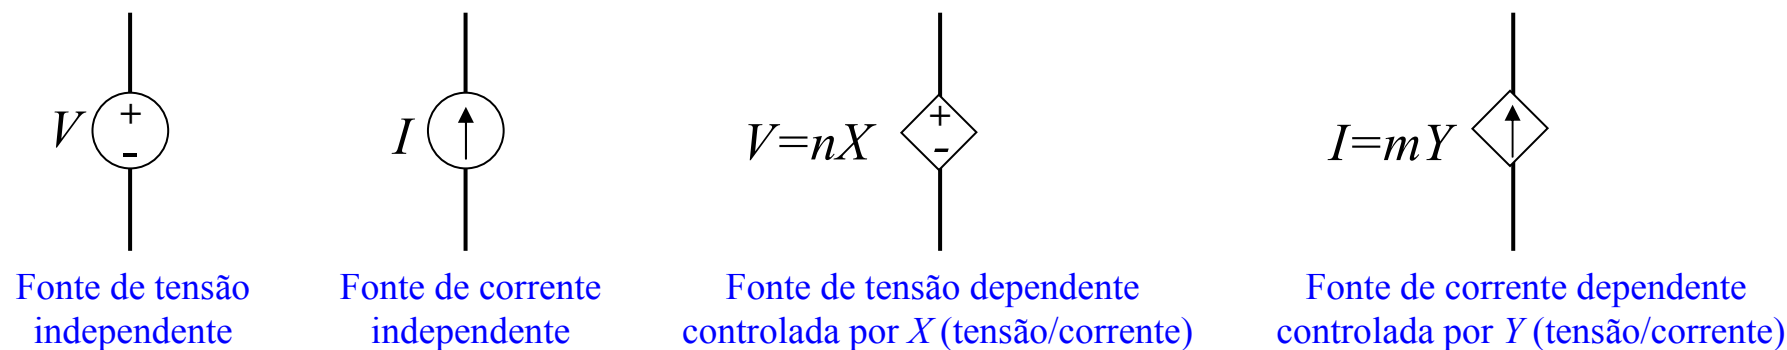 V + -
I
V=nX + -
I=mY
Fonte de tensão
independente
Fonte de corrente
independente
Fonte de tensão dependente
controlada por X (tensão/corrente)
Fonte de corrente dependente
controlada por Y (tensão/corrente)